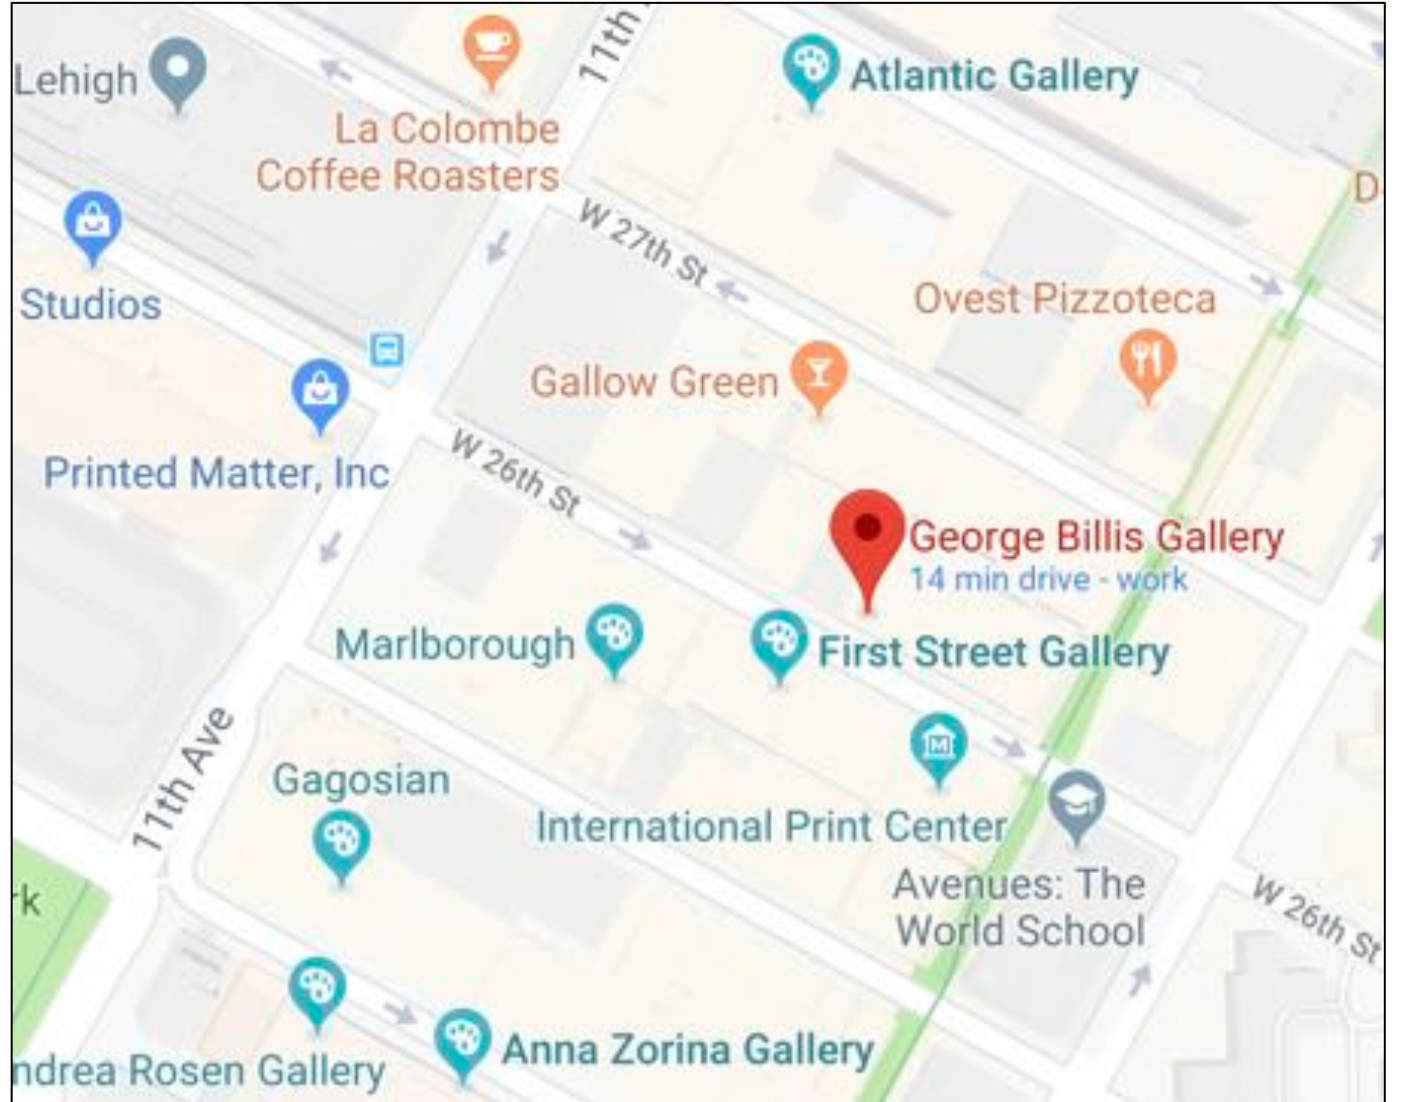 11th
Lehigh
Atlantic Gallery
La Colombe
Coffee Roasters
W 27th St
Studios
Ovest Pizzoteca
Gallow Green
Printed Matter, Inc
W 26th St
George Billis Gallery
14 min drive - work
Marlborough
First Street Gallery
11th Ave
Gagosian
International Print Center
Avenues: The
World School
W 26th St
rk
ndrea Rosen Gallery
Anna Zorina Gallery